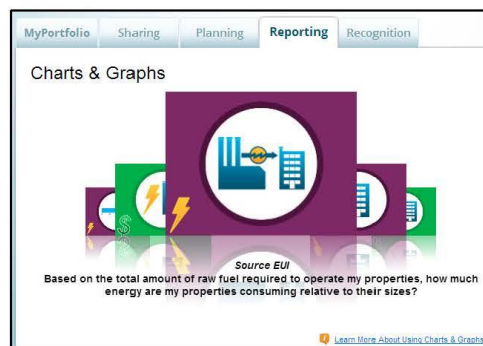 MyPortfolio Sharing Planning Reporting Recognition
Charts & Graphs
Source EUI
Based on the total amount of raw fuel required to operate my properties, how much
energy are my properties consuming relative to their sizes?
Learn More About Using Charts & Graphs